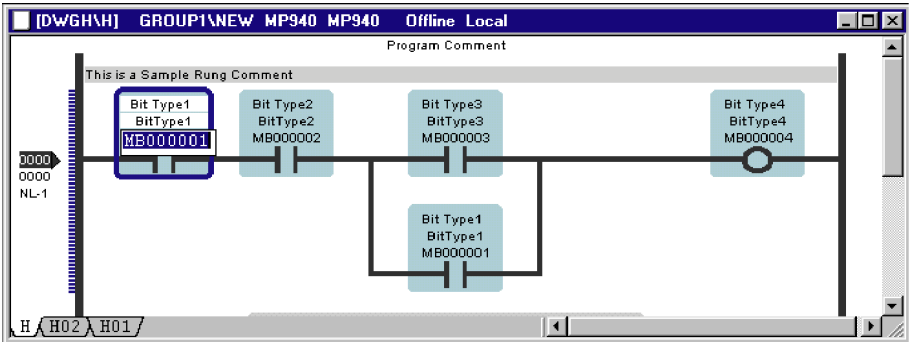 [DWGH\H] GROUP1\NEW MP940 MP940 Offline Local
Program Comment
This is a Sample Rung Comment
Bit Type1 Bit Type2 Bit Type3 Bit Type4
BitType1 BitType2 BitType3 BitType4
MB000001 MB000002 MB000003 MB000004
0000
0000
NL-1
Bit Type1
BitType1
MB000001
H H02 H01